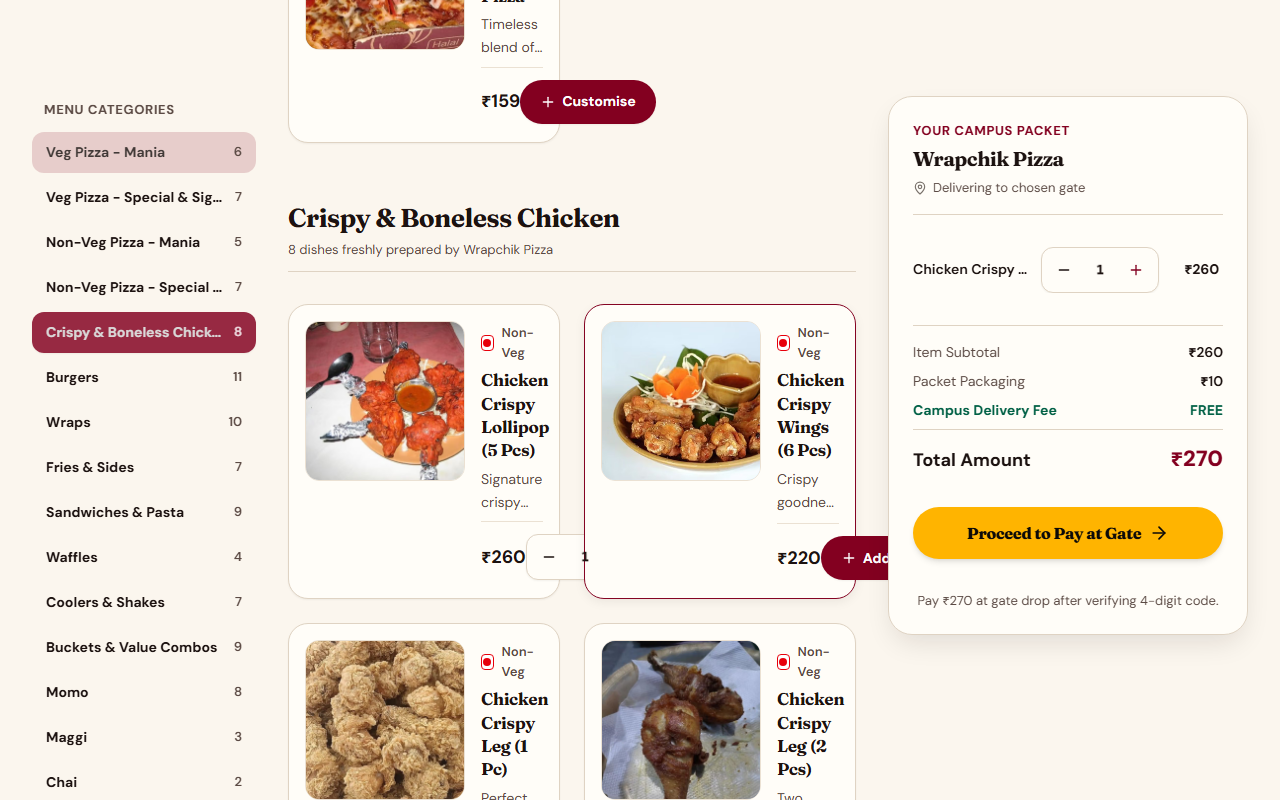 Timeless
blend of...
Halal
₹159
+ Customise
MENU CATEGORIES
Veg Pizza - Mania 6
Veg Pizza - Special & Sig... 7
Non-Veg Pizza - Mania 5
Non-Veg Pizza - Special ... 7
Crispy & Boneless Chick... 8
Burgers 11
Wraps 10
Fries & Sides 7
Sandwiches & Pasta 9
Waffles 4
Coolers & Shakes 7
Buckets & Value Combos 9
Momo 8
Maggi 3
Chai 2
Crispy & Boneless Chicken
8 dishes freshly prepared by Wrapchik Pizza
Non-
Veg
Chicken
Crispy
Lollipop
(5 Pcs)
Signature
crispy...
₹260
− 1
Non-
Veg
Chicken
Crispy
Wings
(6 Pcs)
Crispy
goodne...
₹220
+ Add
Non-
Veg
Chicken
Crispy
Leg (1
Pc)
Perfect
Non-
Veg
Chicken
Crispy
Leg (2
Pcs)
Two
YOUR CAMPUS PACKET
Wrapchik Pizza
Delivering to chosen gate
Chicken Crispy ... − 1 + ₹260
Item Subtotal ₹260
Packet Packaging ₹10
Campus Delivery Fee FREE
Total Amount ₹270
Proceed to Pay at Gate →
Pay ₹270 at gate drop after verifying 4-digit code.